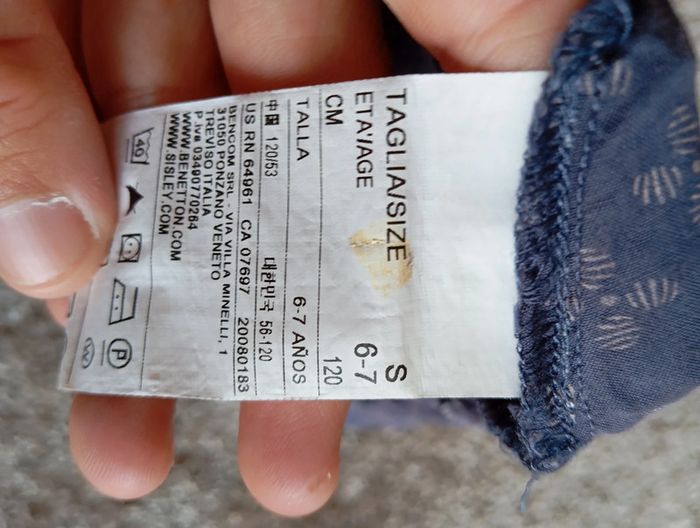 TAGLIA/SIZE S
ETA'/AGE 6-7
CM 120
TALLA 6-7 AÑOS
中国 120/53 대한민국 56-120
US RN 64961 CA 07697 20080183
BENCOM SRL - VIA VILLA MINELLI, 1
31050 PONZANO VENETO
TREVISO ITALIA
P.iva 03490770264
WWW.BENETTON.COM
WWW.SISLEY.COM
40
P